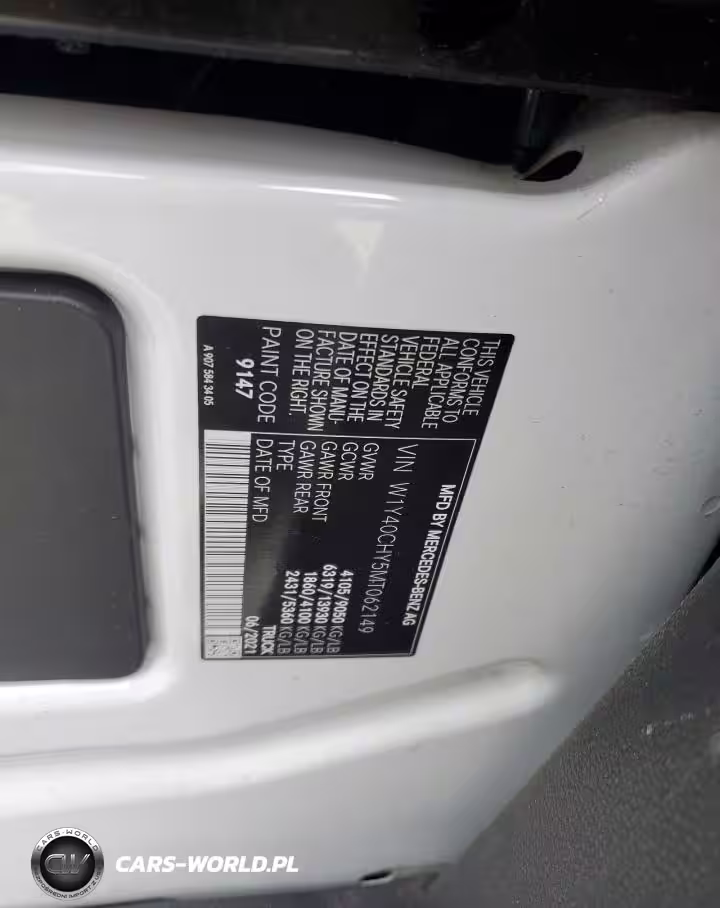 MFD BY MERCEDES-BENZ AG
THIS VEHICLE
CONFORMS TO
ALL APPLICABLE
FEDERAL
VEHICLE SAFETY
STANDARDS IN
EFFECT ON THE
DATE OF MANU-
FACTURE SHOWN
ON THE RIGHT.
PAINT CODE
9147
A 907 584 34 05
VIN W1Y40CHY5MT062149
GVWR 4105/9050 KG/LB
GCWR 6319/13930 KG/LB
GAWR FRONT 1860/4100 KG/LB
GAWR REAR 2431/5360 KG/LB
TYPE TRUCK
DATE OF MFD 06/2021
CARS-WORLD
CW
CARS-WORLD.PL